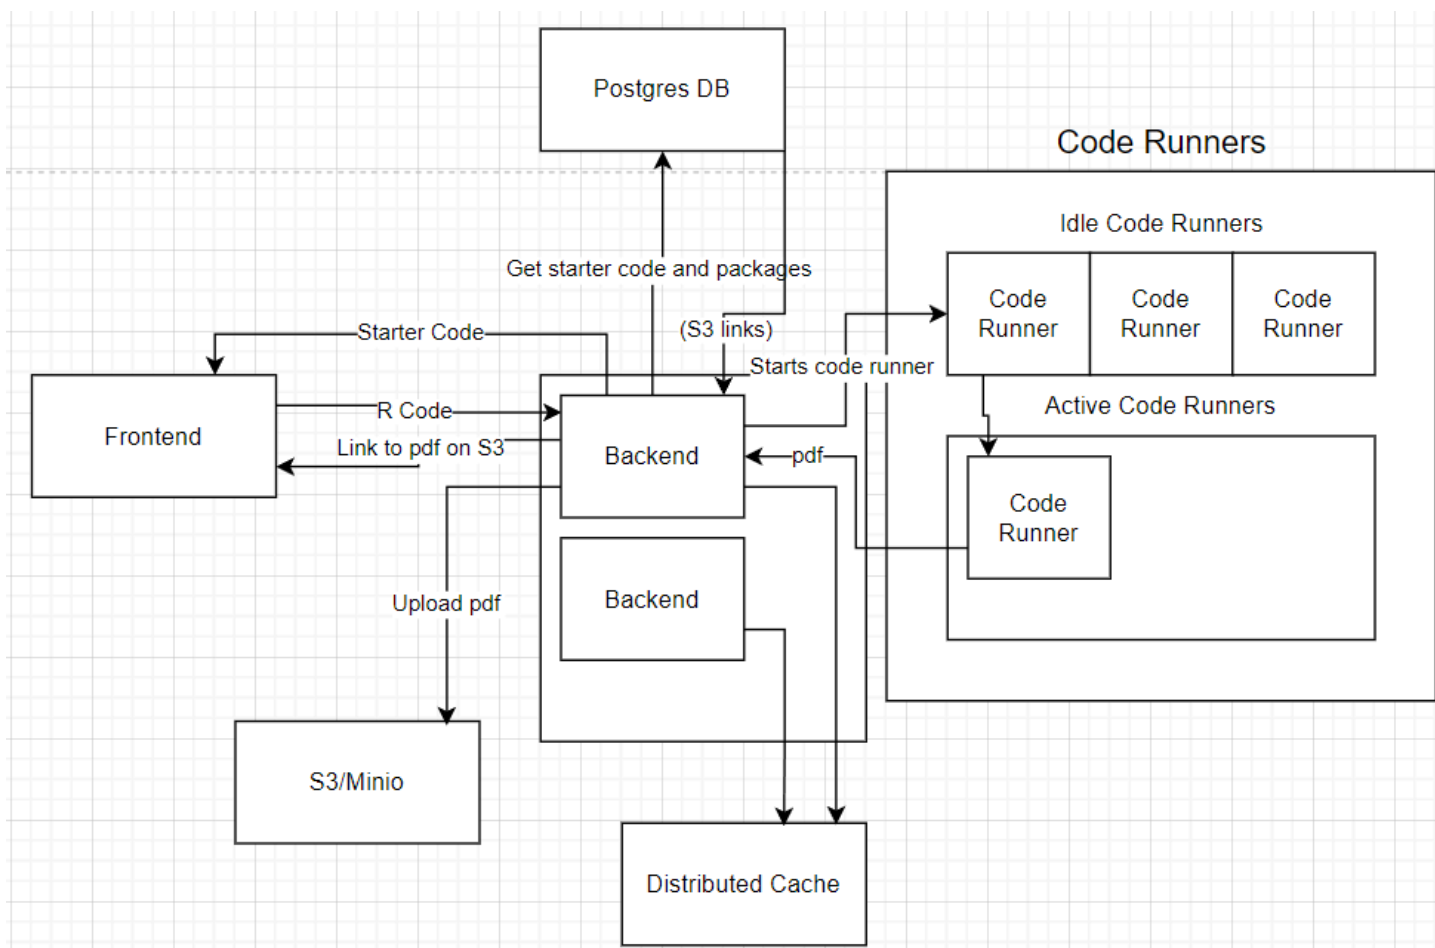 Postgres DB
Code Runners
Idle Code Runners
Get starter code and packages
Code
Runner
Code
Runner
Code
Runner
Starter Code
(S3 links)
Starts code runner
Active Code Runners
R Code
Frontend
Link to pdf on S3
Backend
pdf
Code
Runner
Upload pdf
Backend
S3/Minio
Distributed Cache